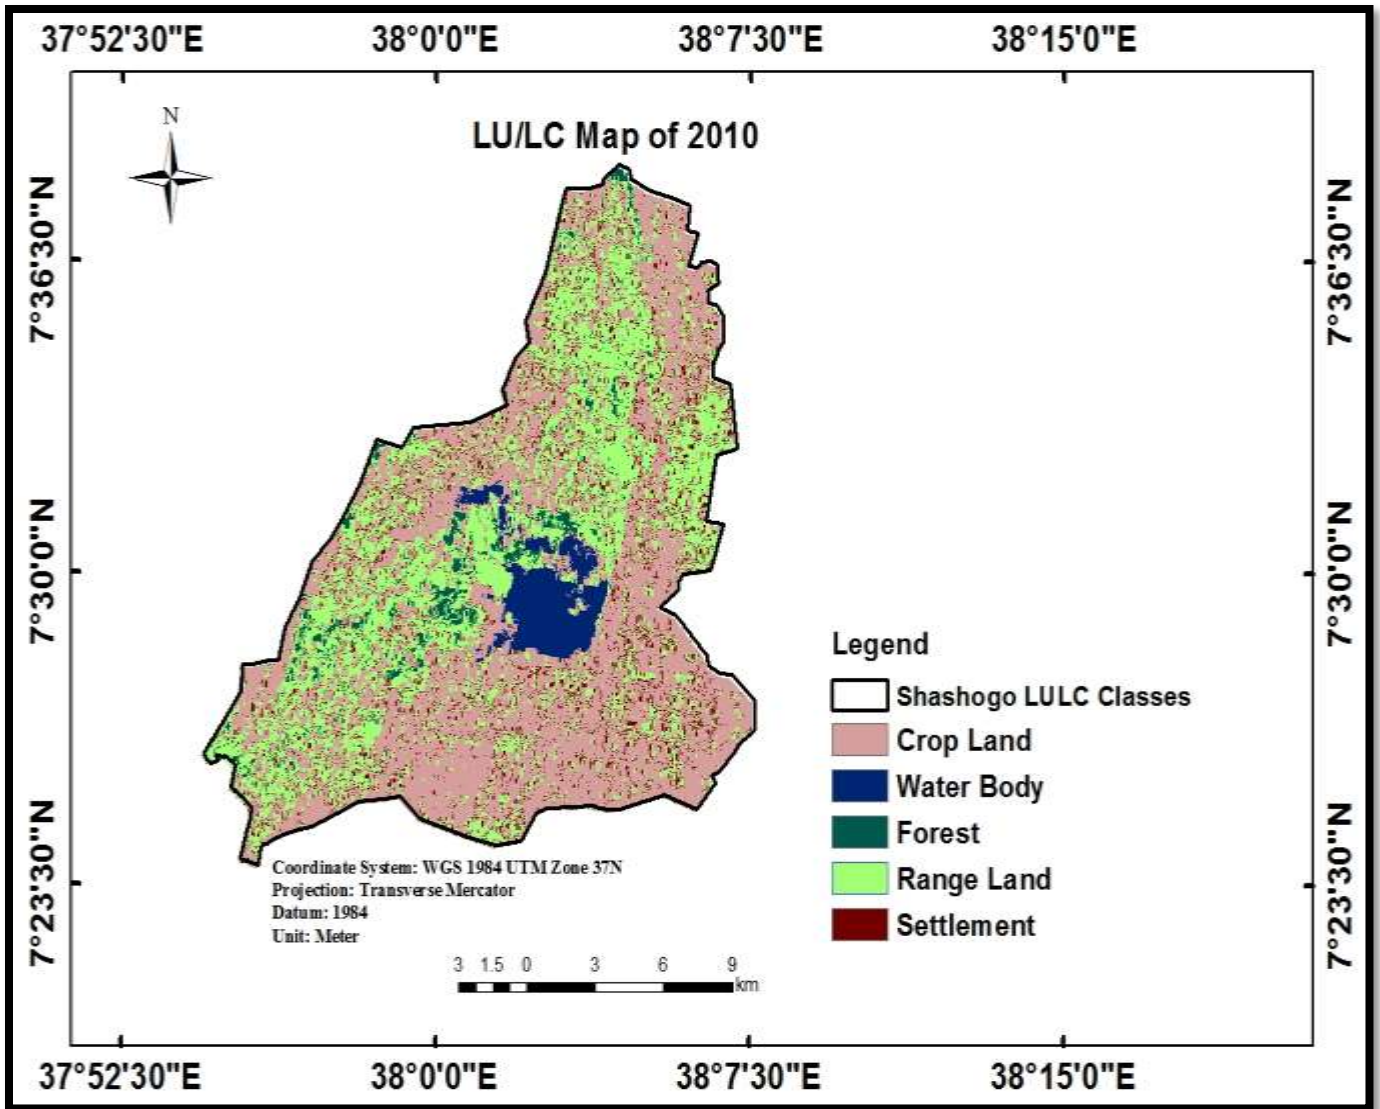 37°52'30"E 38°0'0"E 38°7'30"E 38°15'0"E
N
LU/LC Map of 2010
7°36'30"N
7°36'30"N
7°30'0"N
7°30'0"N
7°23'30"N
7°23'30"N
Legend
Shashogo LULC Classes
Crop Land
Water Body
Forest
Range Land
Settlement
Coordinate System: WGS 1984 UTM Zone 37N
Projection: Transverse Mercator
Datum: 1984
Unit: Meter
3 1.5 0 3 6 9
km
37°52'30"E 38°0'0"E 38°7'30"E 38°15'0"E